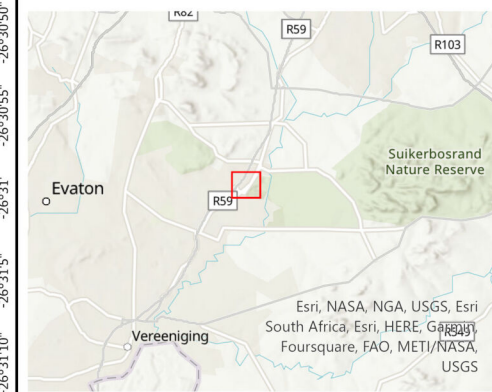 R82
R59
R103
-26°30'50"
-26°30'55"
-26°31'
-26°31'5"
-26°31'10"
Suikerbosrand
Nature Reserve
Evaton
R59
Vereeniging
R549
Esri, NASA, NGA, USGS, Esri
South Africa, Esri, HERE, Garmin,
Foursquare, FAO, METI/NASA,
USGS